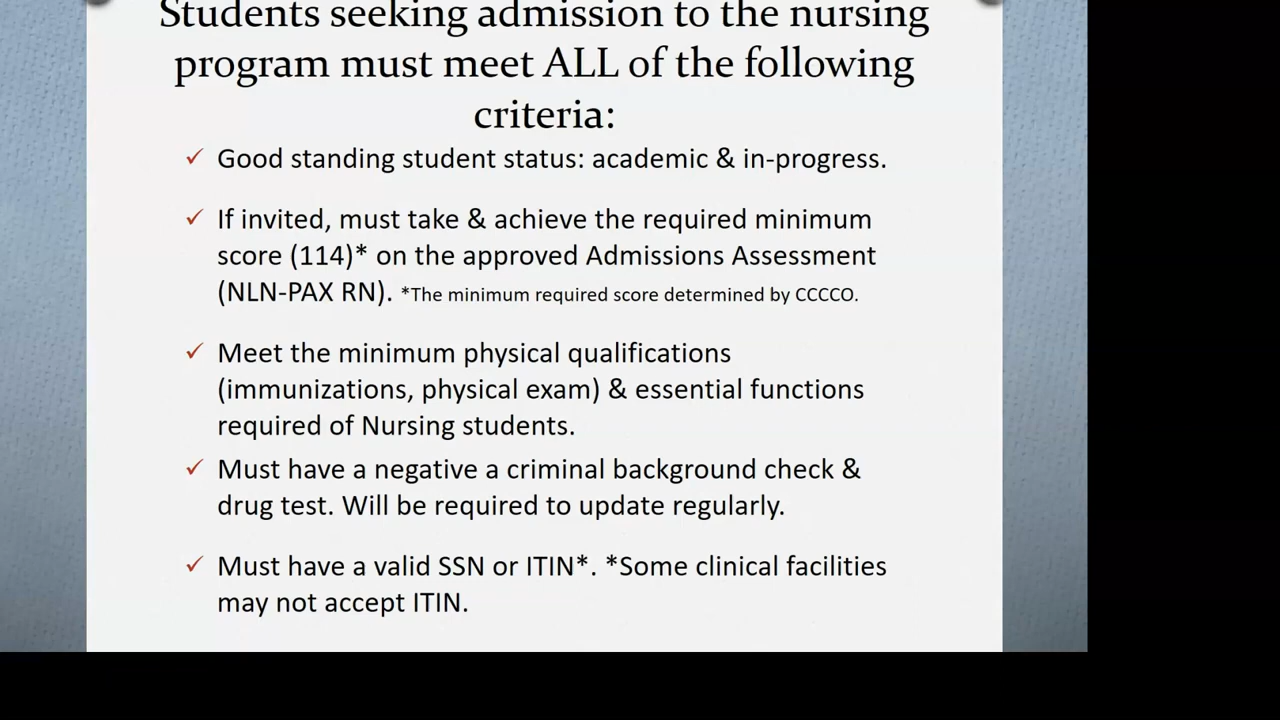 Students seeking admission to the nursing
program must meet ALL of the following
criteria:
✓ Good standing student status: academic & in-progress.
✓ If invited, must take & achieve the required minimum
score (114)* on the approved Admissions Assessment
(NLN-PAX RN). *The minimum required score determined by CCCCO.
✓ Meet the minimum physical qualifications
(immunizations, physical exam) & essential functions
required of Nursing students.
✓ Must have a negative a criminal background check &
drug test. Will be required to update regularly.
✓ Must have a valid SSN or ITIN*. *Some clinical facilities
may not accept ITIN.